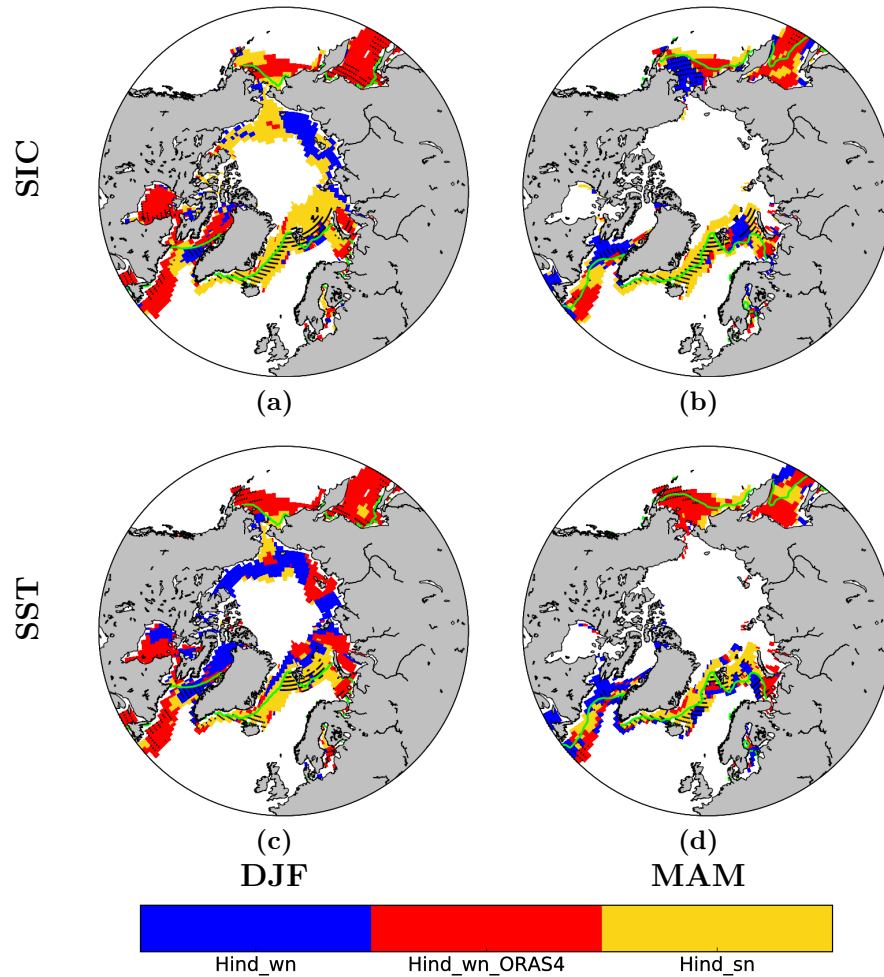 SIC
(a)
(b)
SST
(c)
(d)
DJF
MAM
Hind_wn
Hind_wn_ORAS4
Hind_sn